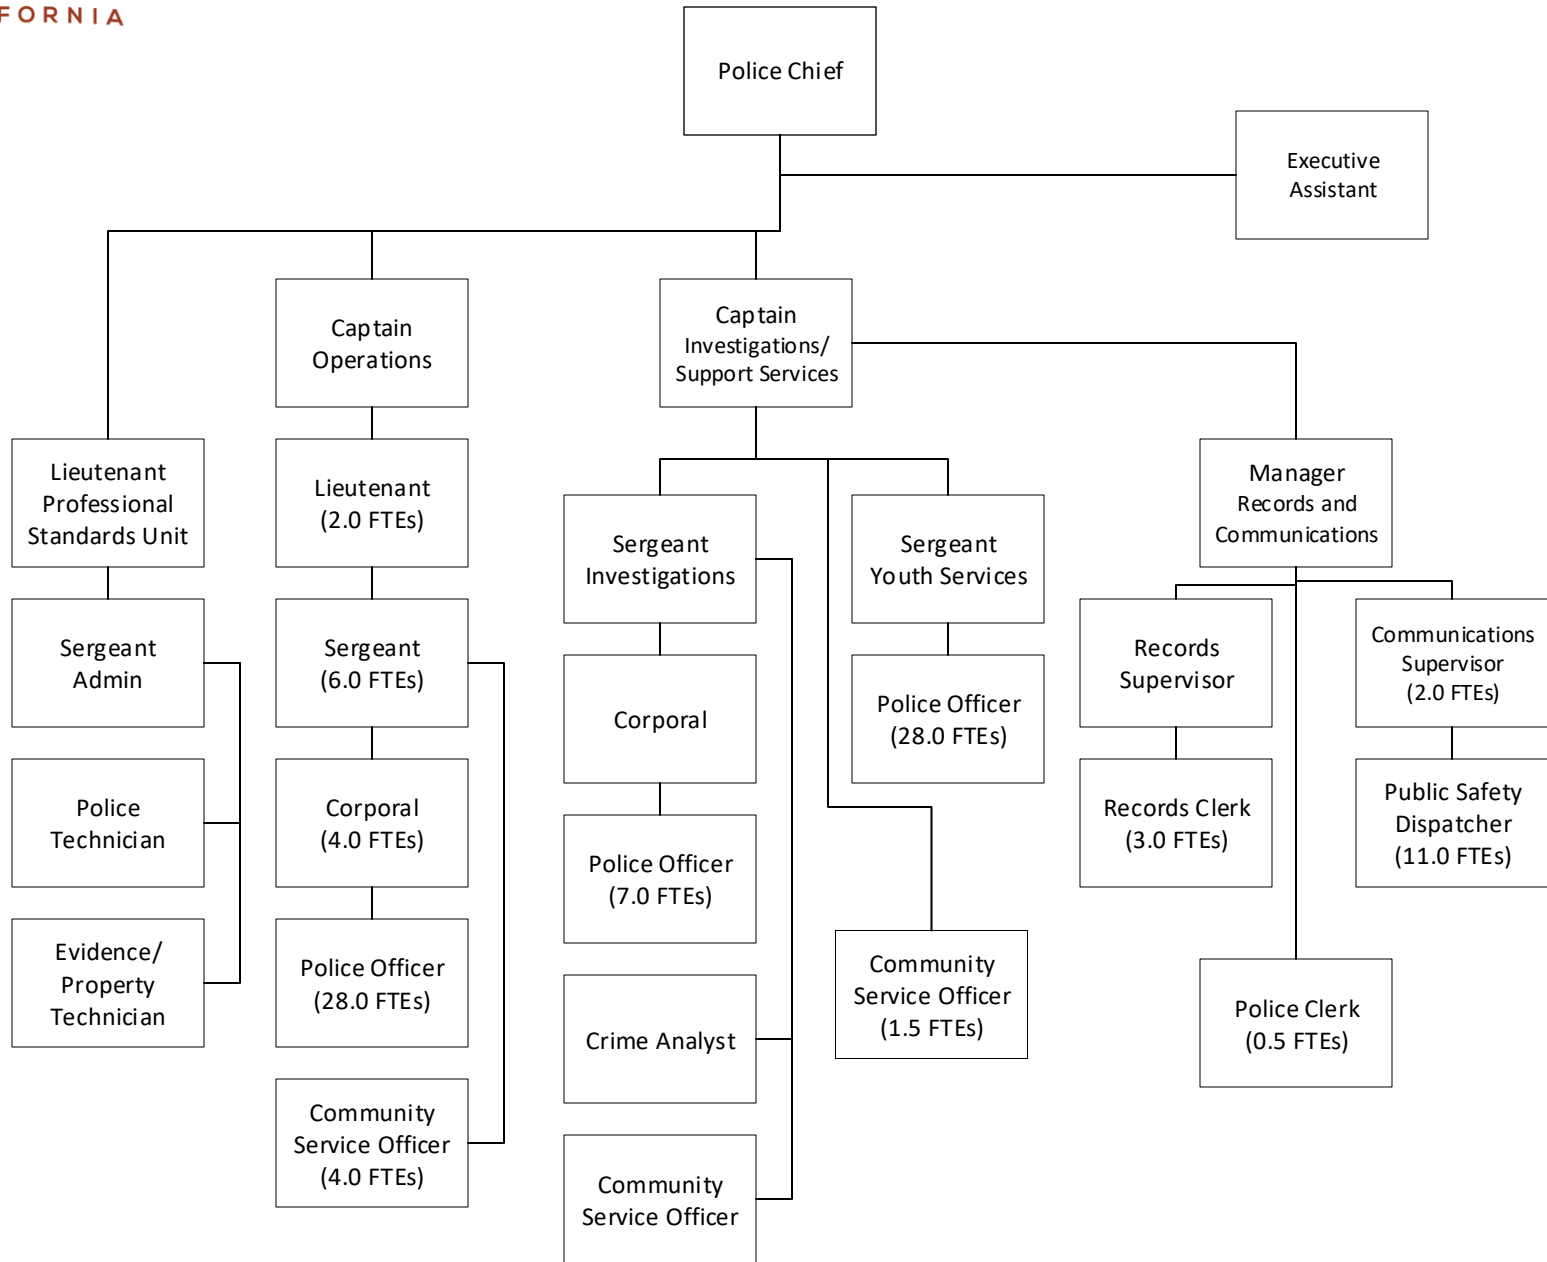 FORNIA
Police Chief
Executive
Assistant
Captain
Operations
Captain
Investigations/
Support Services
Lieutenant
Professional
Standards Unit
Lieutenant
(2.0 FTEs)
Manager
Records and
Communications
Sergeant
Investigations
Sergeant
Youth Services
Sergeant
Admin
Sergeant
(6.0 FTEs)
Records
Supervisor
Communications
Supervisor
(2.0 FTEs)
Corporal
Police Officer
(28.0 FTEs)
Police
Technician
Corporal
(4.0 FTEs)
Records Clerk
(3.0 FTEs)
Public Safety
Dispatcher
(11.0 FTEs)
Police Officer
(7.0 FTEs)
Evidence/
Property
Technician
Police Officer
(28.0 FTEs)
Community
Service Officer
(1.5 FTEs)
Police Clerk
(0.5 FTEs)
Crime Analyst
Community
Service Officer
(4.0 FTEs)
Community
Service Officer